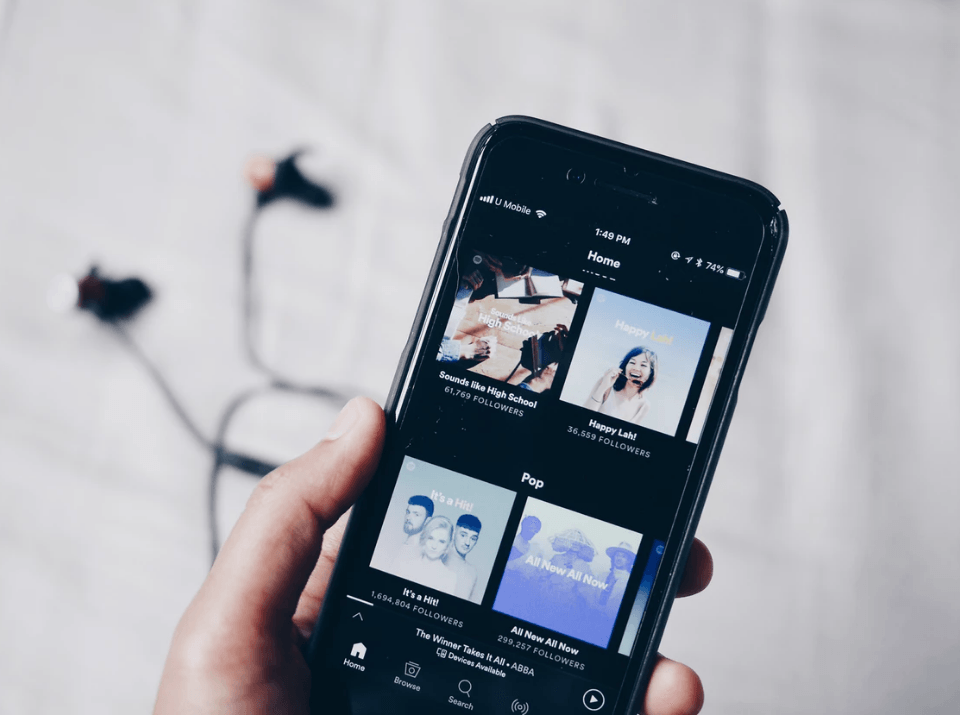 U Mobile
1:49 PM
74%
Home
Sounds Like
High School
Happy Lah!
Sounds like High School
61,769 FOLLOWERS
Happy Lah!
36,559 FOLLOWERS
Pop
It's a Hit!
All New All Now
It's a Hit!
1,694,804 FOLLOWERS
All New All Now
299,257 FOLLOWERS
The Winner Takes It All • ABBA
Devices Available
Home
Browse
Search